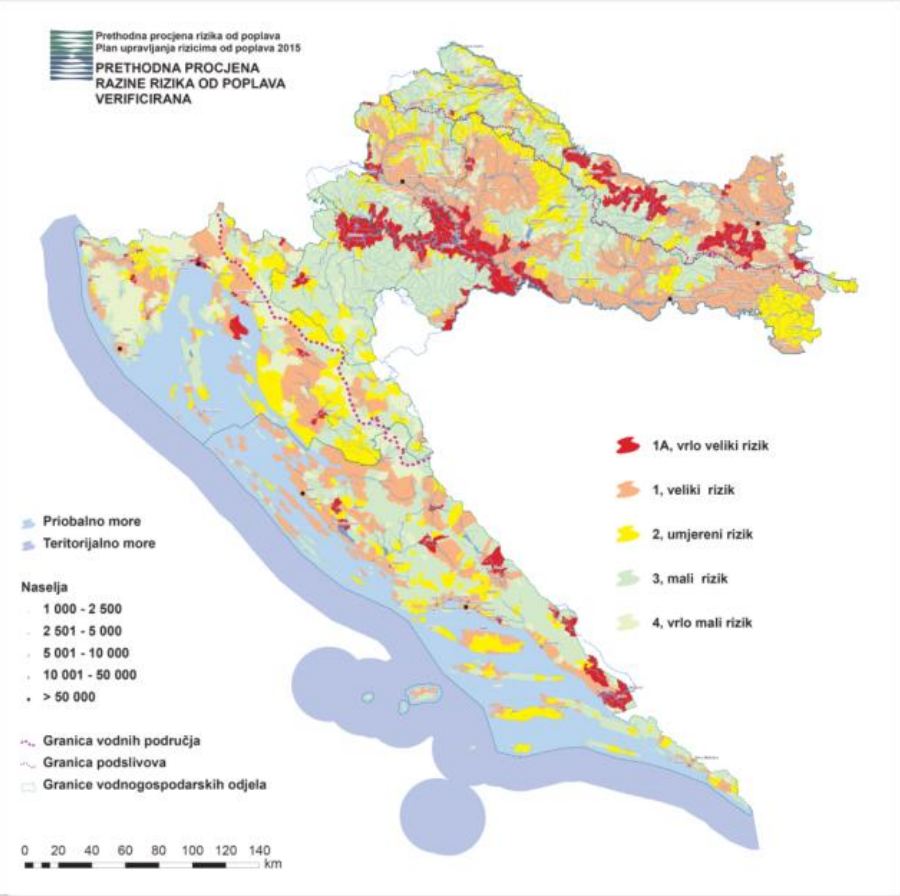 Prethodna procjena rizika od poplava
Plan upravljanja rizicima od poplava 2015
PRETHODNA PROCJENA
RAZINE RIZIKA OD POPLAVA
VERIFICIRANA
1A, vrlo veliki rizik
1, veliki rizik
2, umjereni rizik
3, mali rizik
4, vrlo mali rizik
Priobalno more
Teritorijalno more
Naselja
1 000 - 2 500
2 501 - 5 000
5 001 - 10 000
10 001 - 50 000
> 50 000
Granica vodnih područja
Granica podslivova
Granice vodnogospodarskih odjela
0 20 40 60 80 100 120 140
km